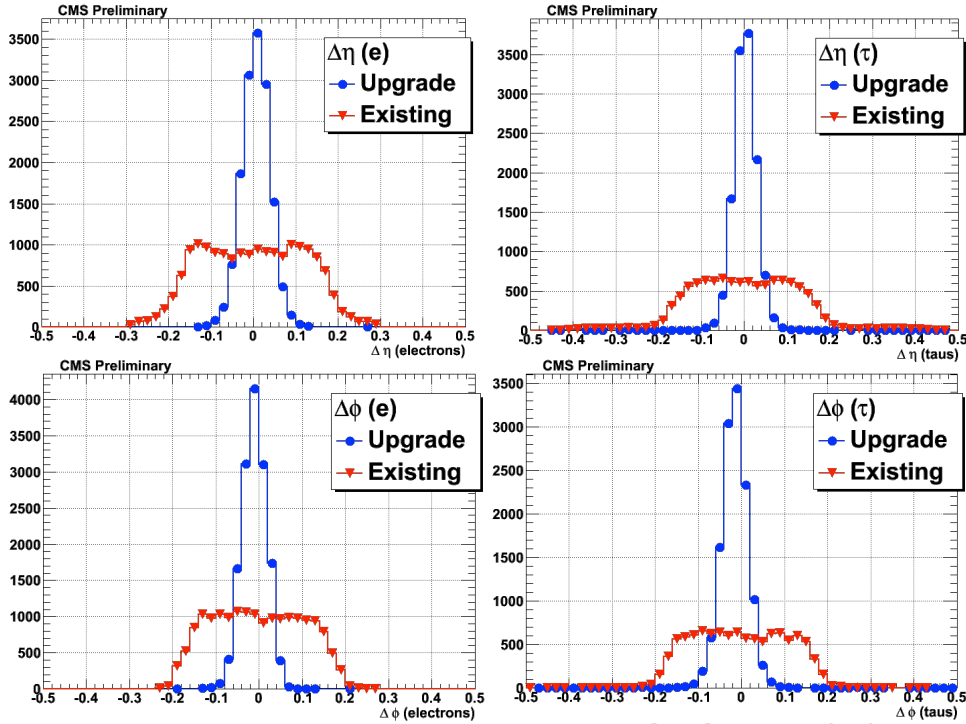 CMS Preliminary
Δη (e)
Upgrade
Existing
3500
3000
2500
2000
1500
1000
500
0
-0.5 -0.4 -0.3 -0.2 -0.1 0 0.1 0.2 0.3 0.4 0.5
Δ η (electrons)
CMS Preliminary
Δη (τ)
Upgrade
Existing
3500
3000
2500
2000
1500
1000
500
0
-0.5 -0.4 -0.3 -0.2 -0.1 0 0.1 0.2 0.3 0.4 0.5
Δ η (taus)
CMS Preliminary
Δϕ (e)
Upgrade
Existing
4000
3500
3000
2500
2000
1500
1000
500
0
-0.5 -0.4 -0.3 -0.2 -0.1 0 0.1 0.2 0.3 0.4 0.5
Δ ϕ (electrons)
CMS Preliminary
Δϕ (τ)
Upgrade
Existing
3500
3000
2500
2000
1500
1000
500
0
-0.5 -0.4 -0.3 -0.2 -0.1 0 0.1 0.2 0.3 0.4 0.5
Δ ϕ (taus)